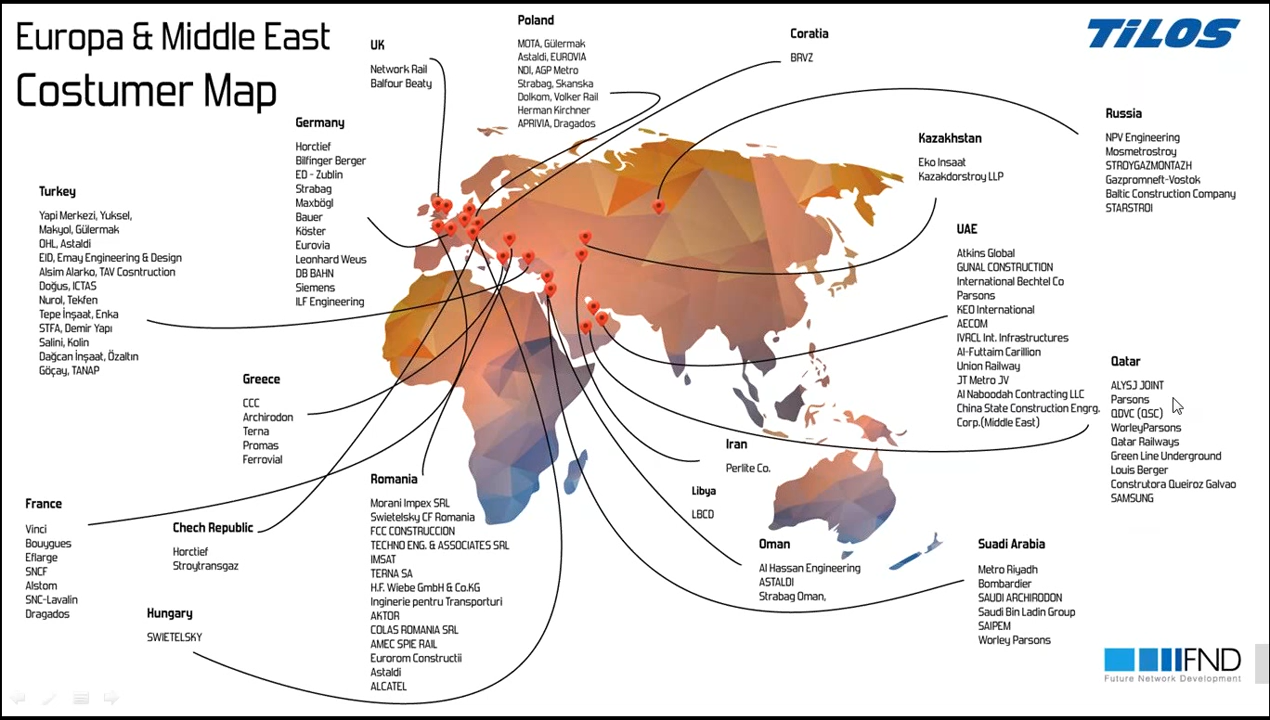 Europa & Middle East
Costumer Map
TiLOS
UK
Network Rail
Balfour Beaty
Poland
MOTA, Gülermak
Astaldi, EUROVIA
NDI, AGP Metro
Strabag, Skanska
Dolkom, Volker Rail
Herman Kirchner
APRIVIA, Dragados
Coratia
BRVZ
Russia
NPV Engineering
Mosmetrostroy
STROYGAZMONTAZH
Gazpromneft-Vostok
Baltic Construction Company
STARSTROI
Germany
Horctief
Bilfinger Berger
ED - Zublin
Strabag
Maxbögl
Bauer
Köster
Eurovia
Leonhard Weus
DB BAHN
Siemens
ILF Engineering
Kazakhstan
Eko Insaat
Kazakdorstroy LLP
Turkey
Yapi Merkezi, Yuksel,
Makyol, Gülermak
OHL, Astaldi
EID, Emay Engineering & Design
Alsim Alarko, TAV Cosntruction
Doğus, ICTAS
Nurol, Tekfen
Tepe İnşaat, Enka
STFA, Demir Yapı
Salini, Kolin
Dağcan İnşaat, Özaltın
Göçay, TANAP
UAE
Atkins Global
GUNAL CONSTRUCTION
International Bechtel Co
Parsons
KEO International
AECOM
IVRCL Int. Infrastructures
Al-Futtaim Carillion
Union Railway
JT Metro JV
Al Naboodah Contracting LLC
China State Construction Engrg.
Corp.(Middle East)
Qatar
ALYSJ JOINT
Parsons
QDVC (QSC)
WorleyParsons
Qatar Railways
Green Line Underground
Louis Berger
Construtora Queiroz Galvao
SAMSUNG
Greece
CCC
Archirodon
Terna
Promas
Ferrovial
Iran
Perlite Co.
Libya
LBCD
Romania
Morani Impex SRL
Swietelsky CF Romania
FCC CONSTRUCCION
TECHNO ENG. & ASSOCIATES SRL
IMSAT
TERNA SA
H.F. Wiebe GmbH & Co.KG
Inginerie pentru Transporturi
AKTOR
COLAS ROMANIA SRL
AMEC SPIE RAIL
Eurorom Constructii
Astaldi
ALCATEL
France
Vinci
Bouygues
Eflarge
SNCF
Alstom
SNC-Lavalin
Dragados
Chech Republic
Horctief
Stroytransgaz
Oman
Al Hassan Engineering
ASTALDI
Strabag Oman,
Suadi Arabia
Metro Riyadh
Bombardier
SAUDI ARCHIRODON
Saudi Bin Ladin Group
SAIPEM
Worley Parsons
Hungary
SWIETELSKY
FND
Future Network Development